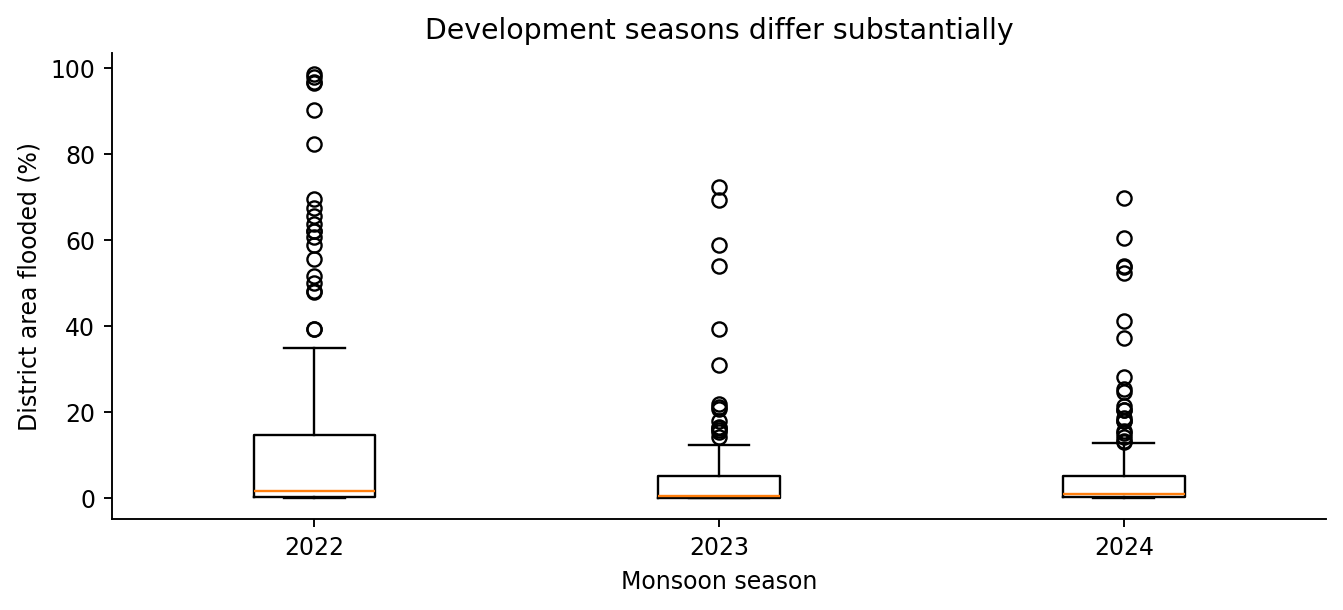 Development seasons differ substantially
District area flooded (%)
100
80
60
40
20
0
2022 2023 2024
Monsoon season